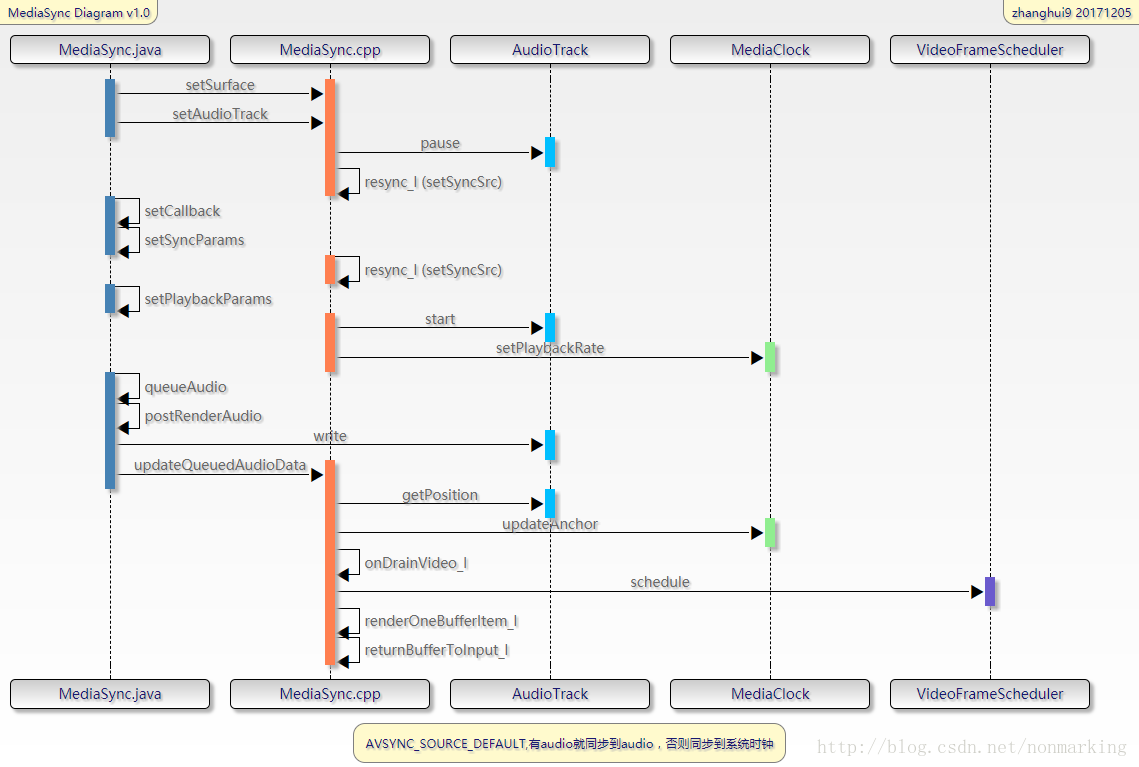 MediaSync Diagram v1.0
zhanghui9 20171205
MediaSync.java
MediaSync.cpp
AudioTrack
MediaClock
VideoFrameScheduler
setSurface
setAudioTrack
pause
resync_l (setSyncSrc)
setCallback
setSyncParams
resync_l (setSyncSrc)
setPlaybackParams
start
setPlaybackRate
queueAudio
postRenderAudio
write
updateQueuedAudioData
getPosition
updateAnchor
onDrainVideo_l
schedule
renderOneBufferItem_l
returnBufferToInput_l
MediaSync.java
MediaSync.cpp
AudioTrack
MediaClock
VideoFrameScheduler
AVSYNC_SOURCE_DEFAULT,有audio就同步到audio，否则同步到系统时钟
http://blog.csdn.net/nonmarking